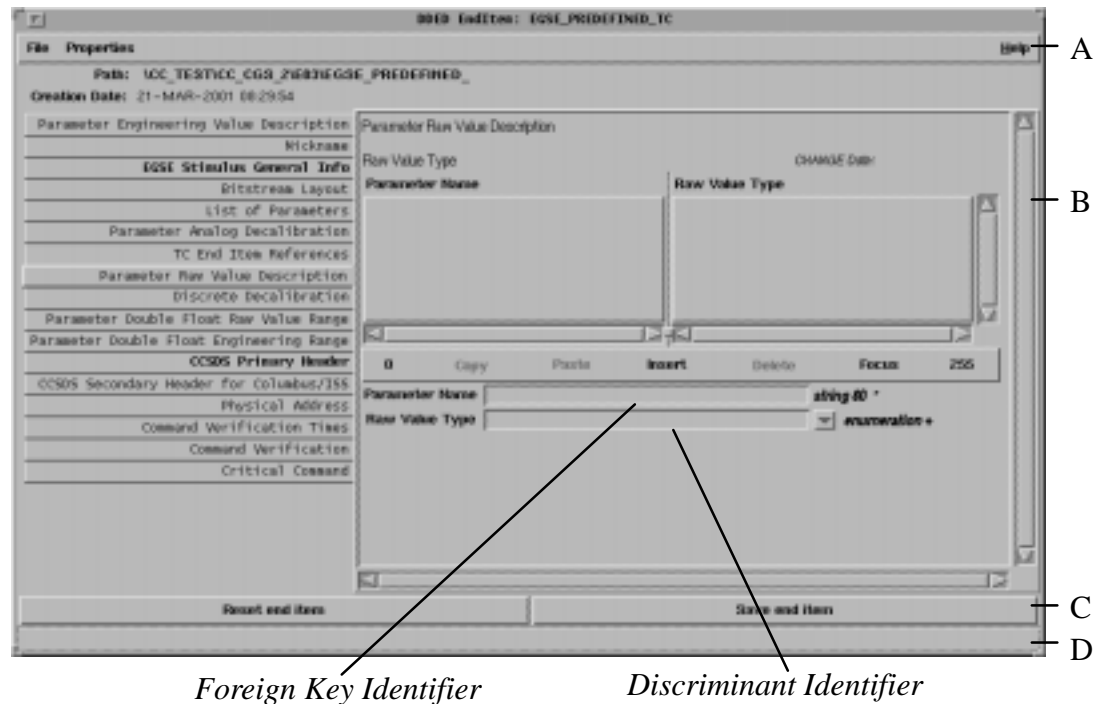 DDED EndItem: EGSE_PREDEFINED_TC
File Properties Help A
Path: \CC_TEST\CC_CGS_2\EB3\EGSE_PREDEFINED_
Creation Date: 21-MAR-2001 08:29:54
Parameter Engineering Value Description
Nickname
EGSE Stimulus General Info
Bitstream Layout
List of Parameters
Parameter Analog Decalibration
TC End Item References
Parameter Raw Value Description
Discrete Decalibration
Parameter Double Float Raw Value Range
Parameter Double Float Engineering Range
CCSDS Primary Header
CCSDS Secondary Header for Columbus/ISS
Physical Address
Command Verification Times
Command Verification
Critical Command
Parameter Raw Value Description
Raw Value Type CHANGE Date:
Parameter Name Raw Value Type
B
0 Copy Paste Insert Delete Focus 255
Parameter Name string 80 *
Raw Value Type enumeration +
Reset end item Save end item C
D
Foreign Key Identifier Discriminant Identifier